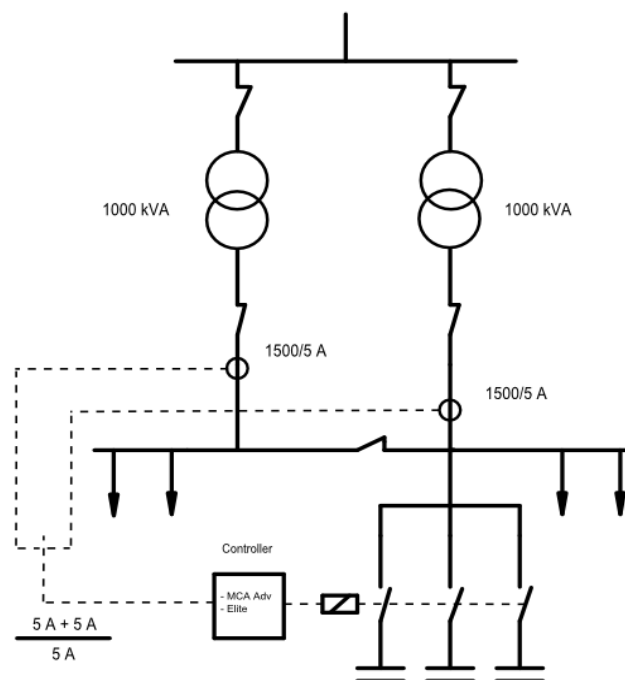 1000 kVA
1000 kVA
1500/5 A
1500/5 A
Controller
- MCA Adv
- Elite
5 A + 5 A
5 A